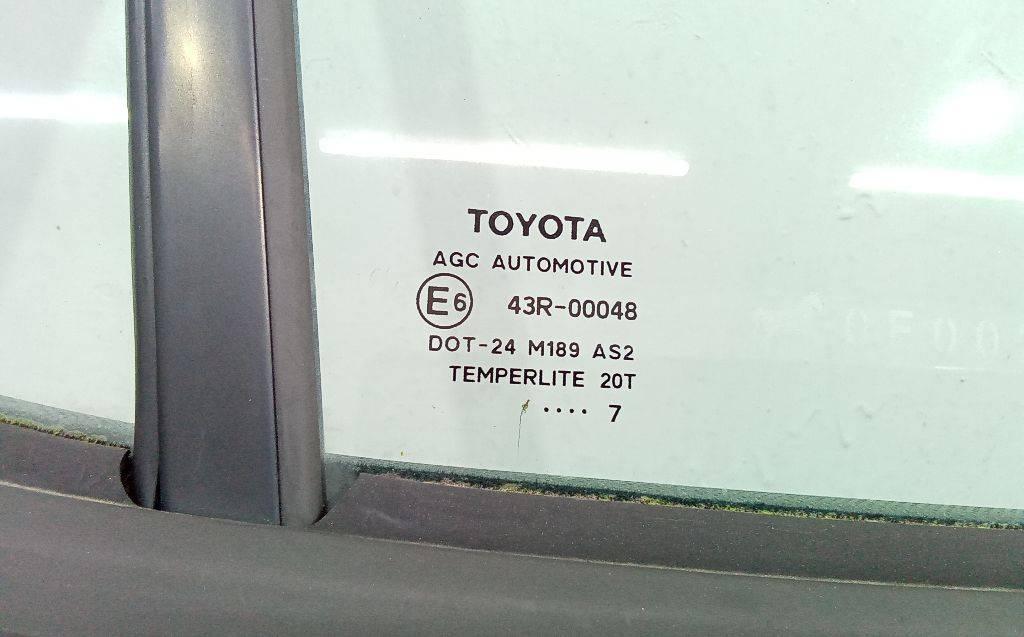 TOYOTA
AGC AUTOMOTIVE
E6 43R-00048
DOT-24 M189 AS2
TEMPERLITE 20T
•••• 7